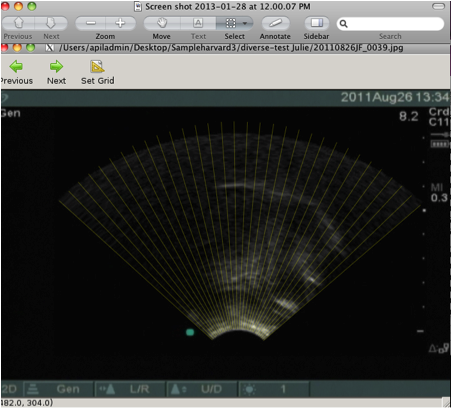 Screen shot 2013-01-28 at 12.00.07 PM
Previous Next Zoom Move Text Select Annotate Sidebar Search
/Users/apiladmin/Desktop/Sampleharvard3/diverse-test Julie/20110826JF_0039.jpg
Previous Next Set Grid
2011Aug26 13:34
Gen 8.2 Crd
C11
MI
0.3
2D Gen L/R U/D 1
482.0, 304.0)